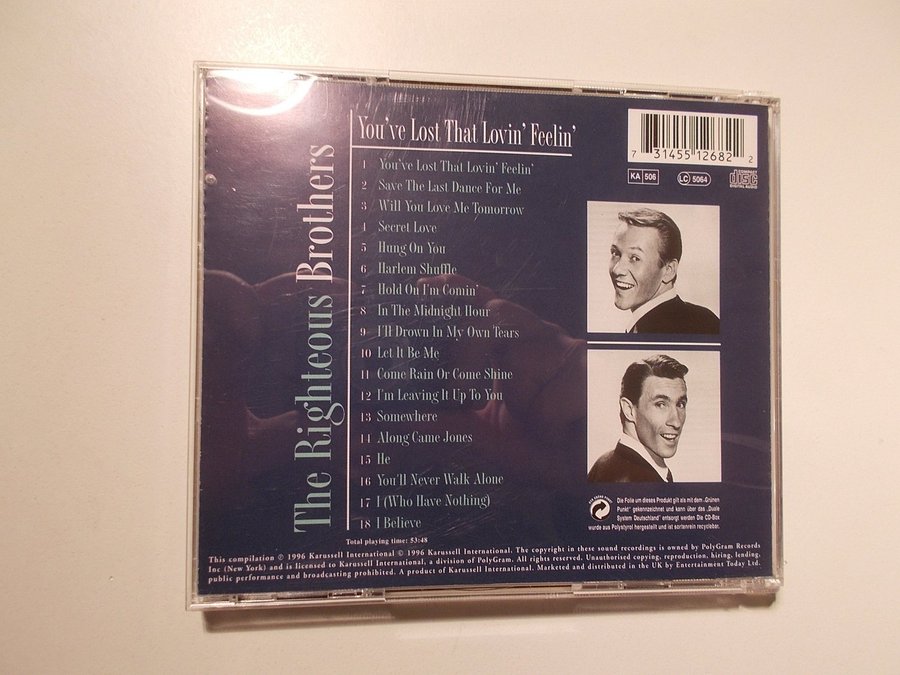 The Righteous Brothers
You've Lost That Lovin' Feelin'
1 You've Lost That Lovin' Feelin'
2 Save The Last Dance For Me
3 Will You Love Me Tomorrow
4 Secret Love
5 Hung On You
6 Harlem Shuffle
7 Hold On I'm Comin'
8 In The Midnight Hour
9 I'll Drown In My Own Tears
10 Let It Be Me
11 Come Rain Or Come Shine
12 I'm Leaving It Up To You
13 Somewhere
14 Along Came Jones
15 He
16 You'll Never Walk Alone
17 I (Who Have Nothing)
18 I Believe
Total playing time: 53:48
7 31455 12682 2
KA 506
LC 5064
COMPACT
disc
DIGITAL AUDIO
Die Folie um dieses Produkt gilt als mit dem „Grünen
Punkt" gekennzeichnet und kann über das „Duale
System Deutschland" entsorgt werden Die CD-Box
wurde aus Polystyrol hergestellt und ist sortenrein recyclebar.
This compilation ℗ 1996 Karussell International © 1996 Karussell International. The copyright in these sound recordings is owned by PolyGram Records
Inc (New York) and is licensed to Karussell International, a division of PolyGram. All rights reserved. Unauthorised copying, reproduction, hiring, lending,
public performance and broadcasting prohibited. A product of Karussell International. Marketed and distributed in the UK by Entertainment Today Ltd.